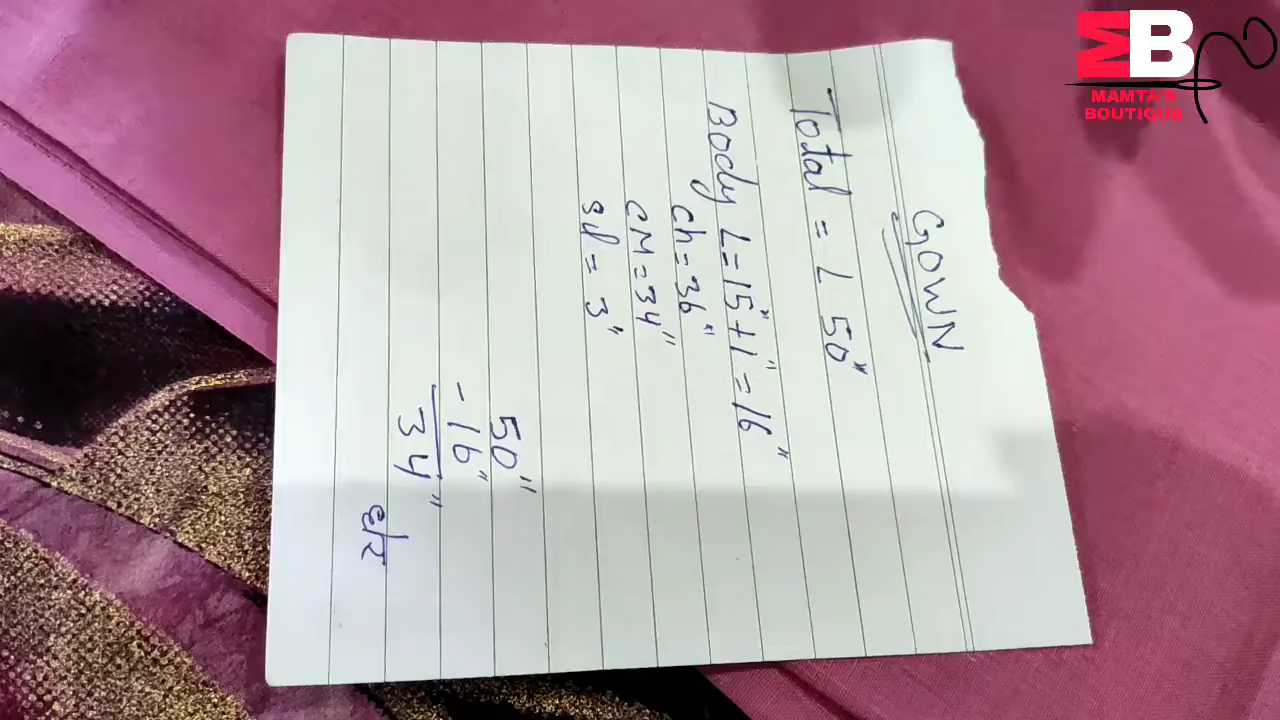 GOWN
Total = L 50"
Body L=15"+1"=16"
Ch=36"
CM=34"
Sd = 3"
50"
-16"
34"
MB
MAMTA'S
BOUTIQUE